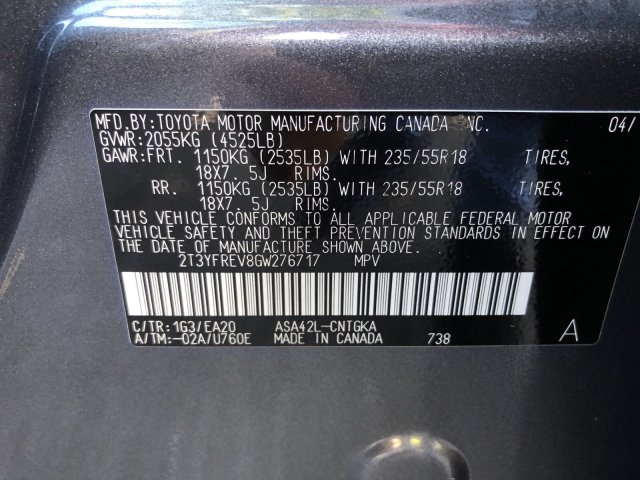 MFD.BY:TOYOTA MOTOR MANUFACTURING CANADA INC. 04/
GVWR:2055KG (4525LB)
GAWR:FRT. 1150KG (2535LB) WITH 235/55R18 TIRES,
18X7. 5J RIMS.
RR. 1150KG (2535LB) WITH 235/55R18 TIRES,
18X7. 5J RIMS.
THIS VEHICLE CONFORMS TO ALL APPLICABLE FEDERAL MOTOR
VEHICLE SAFETY AND THEFT PREVENTION STANDARDS IN EFFECT ON
THE DATE OF MANUFACTURE SHOWN ABOVE.
2T3YFREV8GW276717 MPV
C/TR:1G3/EA20 ASA42L-CNTGKA A
A/TM:-02A/U760E MADE IN CANADA 738